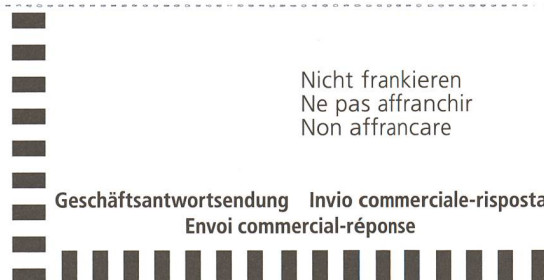 Nicht frankieren
Ne pas affranchir
Non affrancare
Geschäftsantwortsendung Invio commerciale-risposta
Envoi commercial-réponse